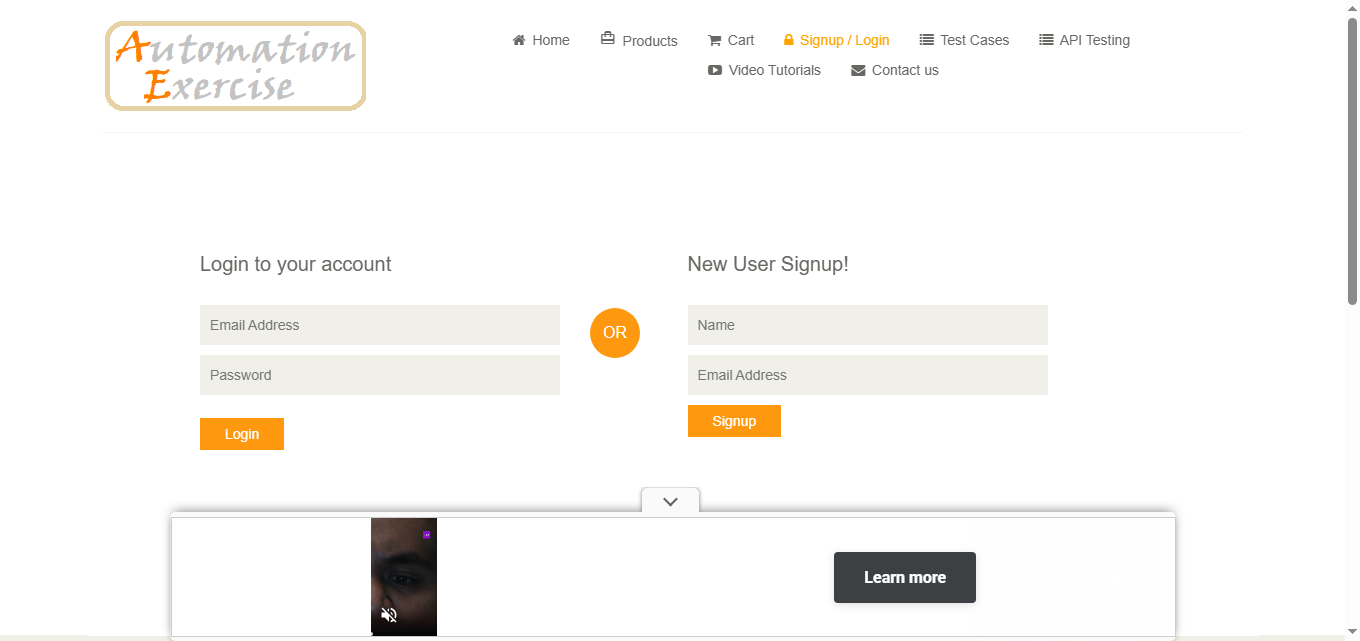 Automation
Exercise
Home
Products
Cart
Signup / Login
Test Cases
API Testing
Video Tutorials
Contact us
Login to your account
Email Address
Password
Login
OR
New User Signup!
Name
Email Address
Signup
Learn more